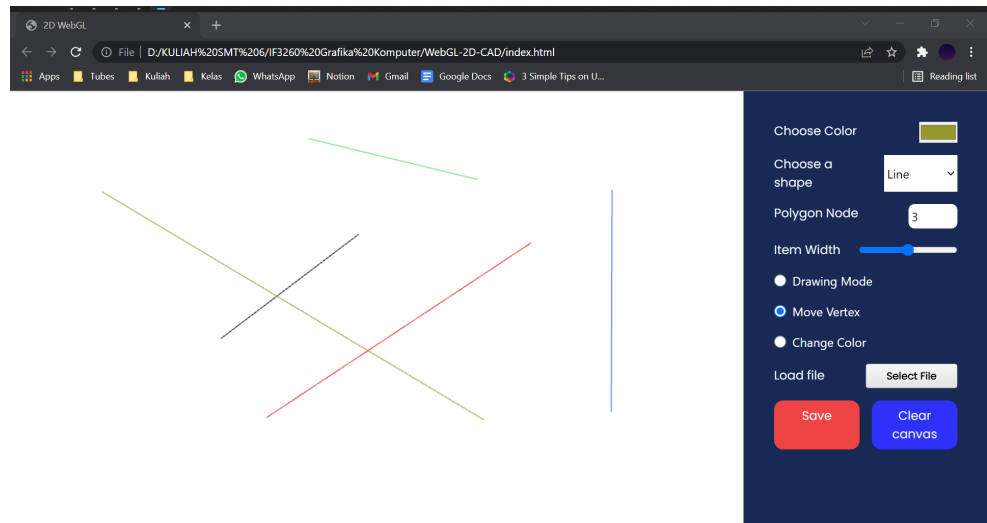 2D WebGL
File | D:/KULIAH%20SMT%206/IF3260%20Grafika%20Komputer/WebGL-2D-CAD/index.html
Apps Tubes Kuliah Kelas WhatsApp Notion Gmail Google Docs 3 Simple Tips on U... Reading list
Choose Color
Choose a
shape
Line
Polygon Node
3
Item Width
Drawing Mode
Move Vertex
Change Color
Load file
Select File
Save
Clear
canvas